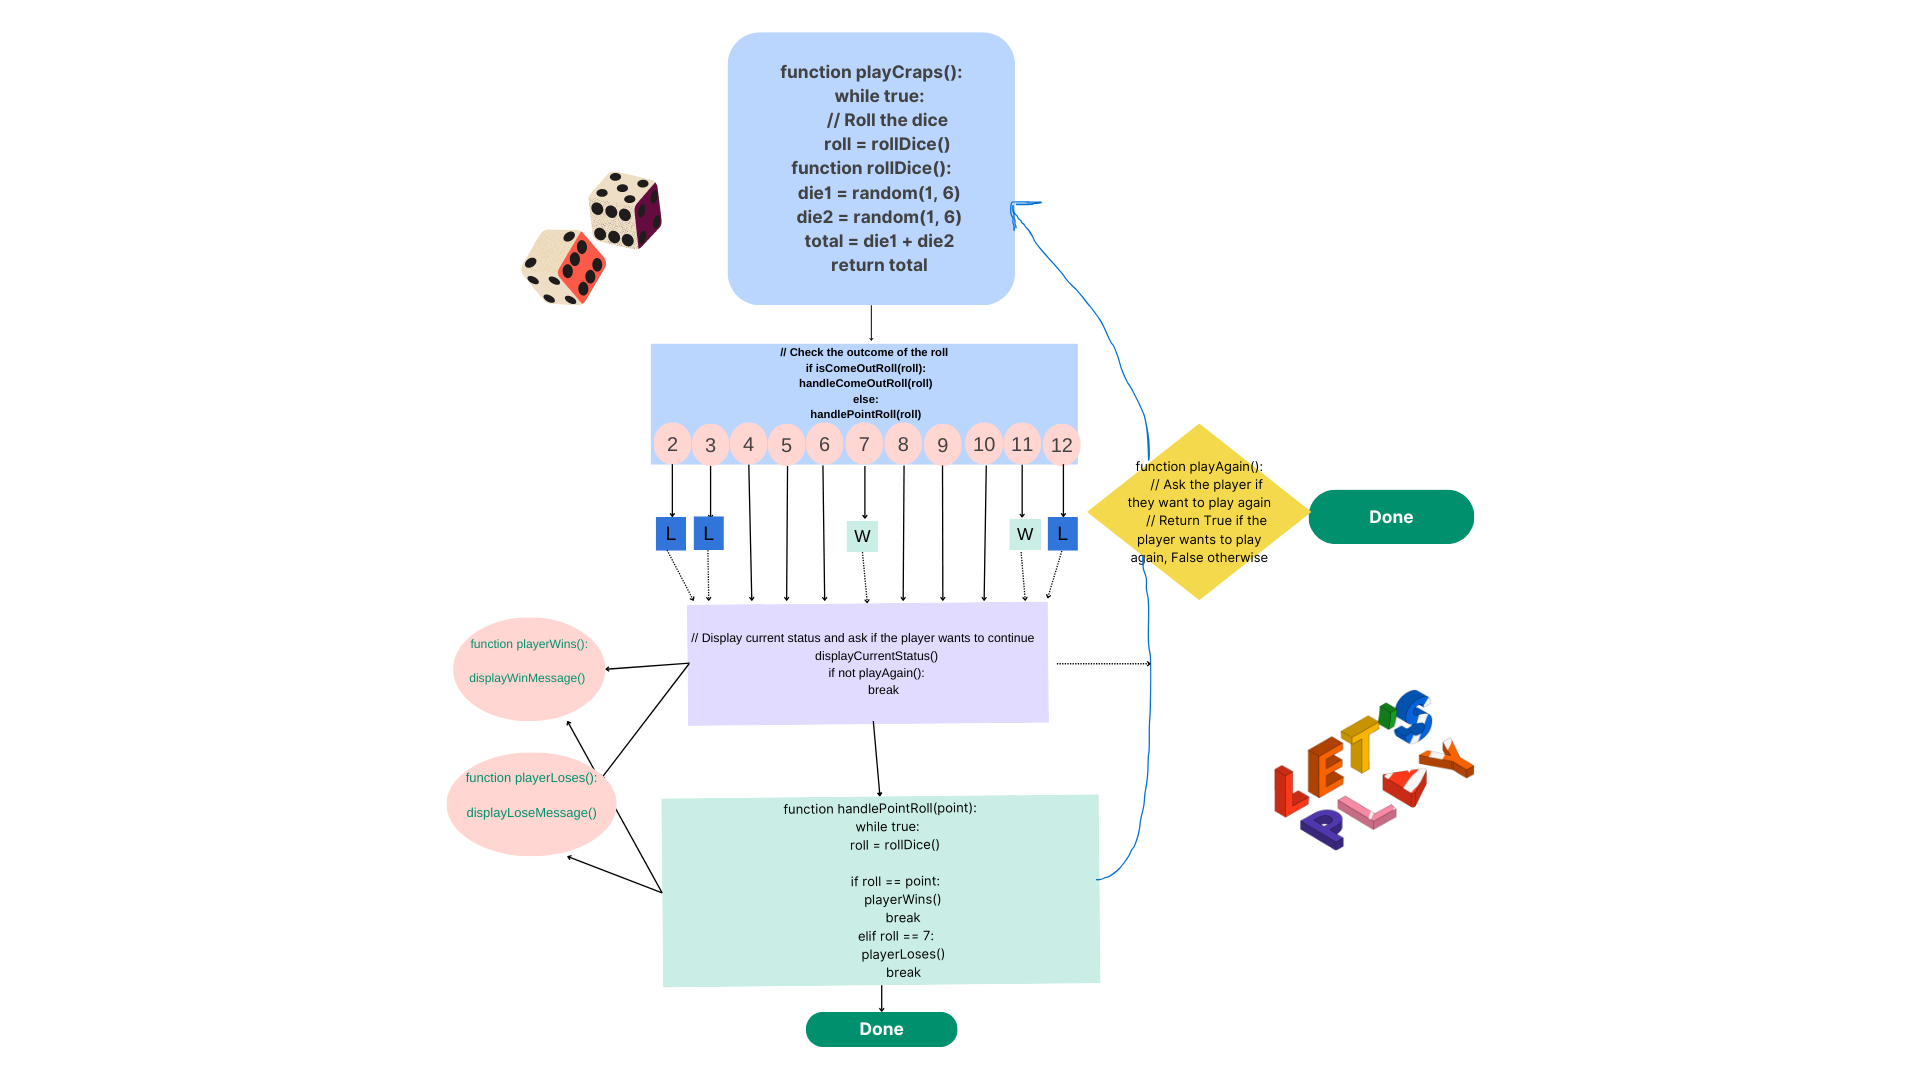 function playCraps():
while true:
// Roll the dice
roll = rollDice()
function rollDice():
die1 = random(1, 6)
die2 = random(1, 6)
total = die1 + die2
return total
// Check the outcome of the roll
if isComeOutRoll(roll):
handleComeOutRoll(roll)
else:
handlePointRoll(roll)
2 3 4 5 6 7 8 9 10 11 12
L L W W L
function playAgain():
// Ask the player if
they want to play again
// Return True if the
player wants to play
again, False otherwise
Done
// Display current status and ask if the player wants to continue
displayCurrentStatus()
if not playAgain():
break
function playerWins():
displayWinMessage()
function playerLoses():
displayLoseMessage()
LET'S
PLAY
function handlePointRoll(point):
while true:
roll = rollDice()
if roll == point:
playerWins()
break
elif roll == 7:
playerLoses()
break
Done